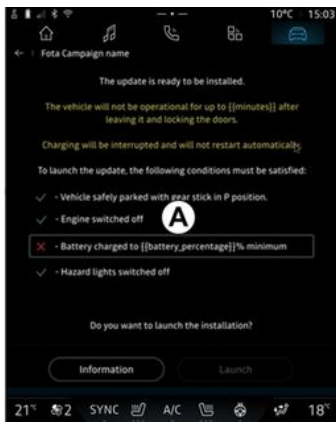 10°C 15:03
← Fota Campaign name
The update is ready to be installed.
The vehicle will not be operational for up to {{minutes}} after
leaving it and locking the doors.
Charging will be interrupted and will not restart automatically.
To launch the update, the following conditions must be satisfied:
- Vehicle safely parked with gear stick in P position.
- Engine switched off
A
- Battery charged to {{battery_percentage}}% minimum
- Hazard lights switched off
Do you want to launch the installation?
Information Launch
21°C 2 SYNC A/C 18°C